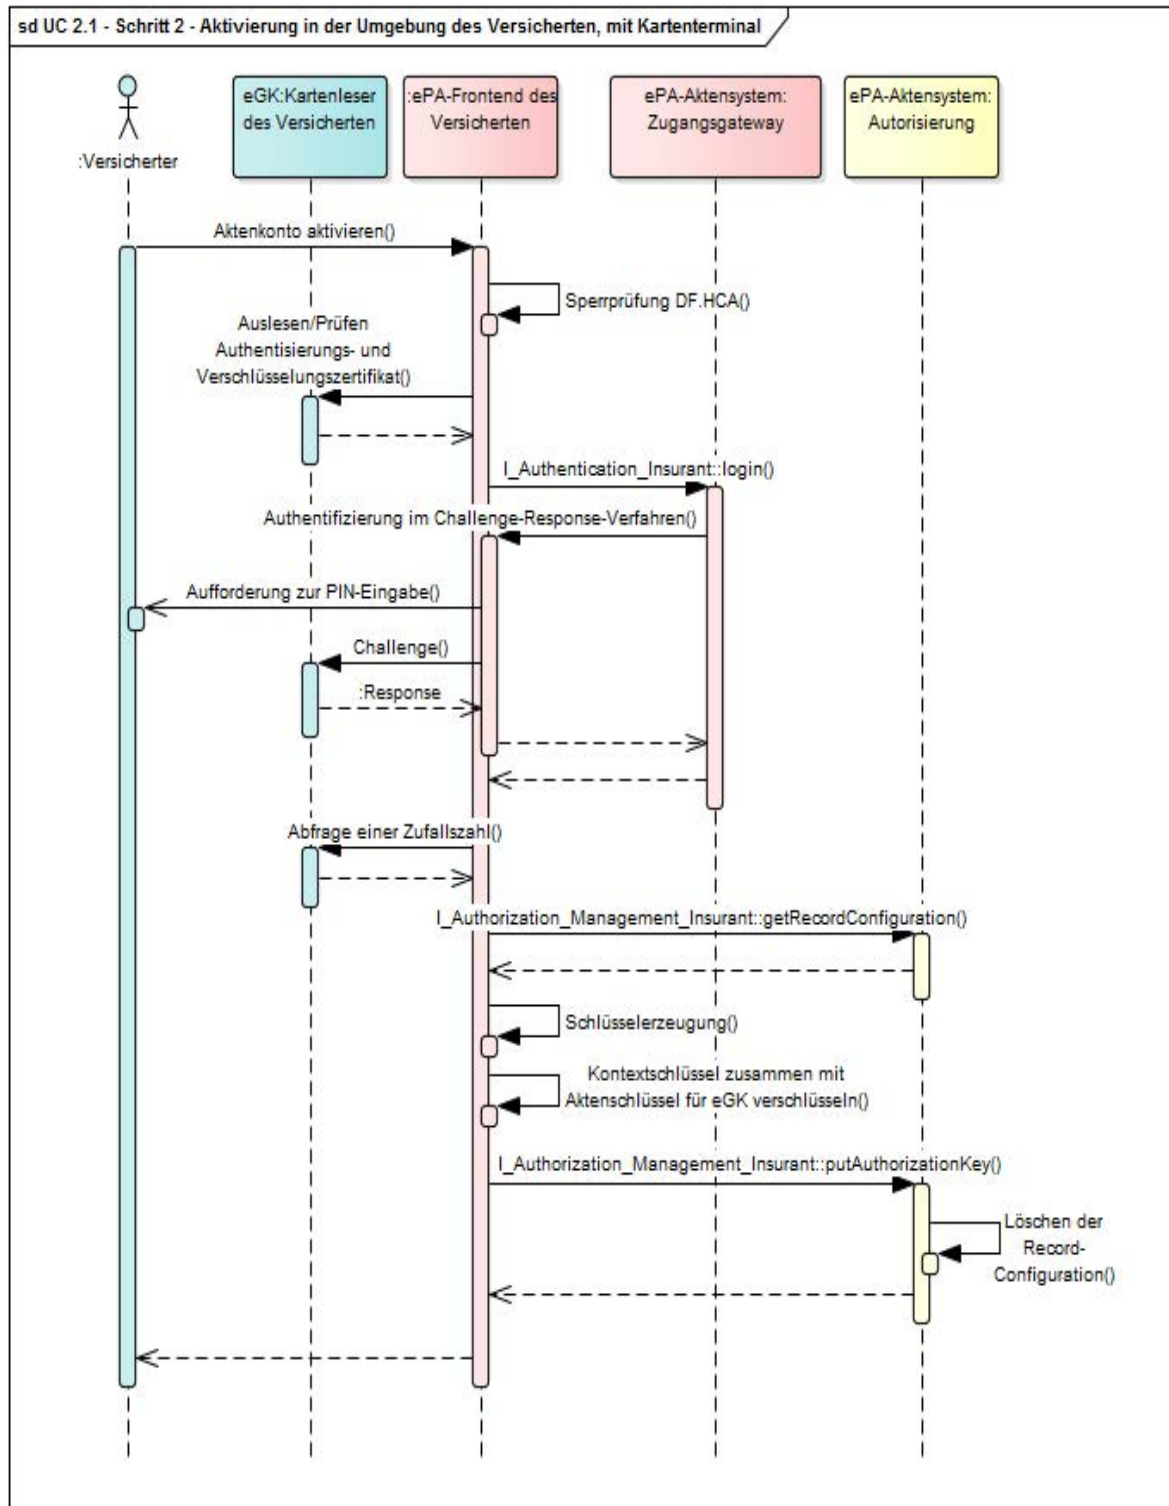 sd UC 2.1 - Schritt 2 - Aktivierung in der Umgebung des Versicherten, mit Kartenterminal
:Versicherter
eGK:Kartenleser
des Versicherten
:ePA-Frontend des
Versicherten
ePA-Aktensystem:
Zugangsgateway
ePA-Aktensystem:
Autorisierung
Aktenkonto aktivieren()
Sperrprüfung DF.HCA()
Auslesen/Prüfen
Authentisierungs- und
Verschlüsselungszertifikat()
I_Authentication_Insurant::login()
Authentifizierung im Challenge-Response-Verfahren()
Aufforderung zur PIN-Eingabe()
Challenge()
:Response
Abfrage einer Zufallszahl()
I_Authorization_Management_Insurant::getRecordConfiguration()
Schlüsselerzeugung()
Kontextschlüssel zusammen mit
Aktenschlüssel für eGK verschlüsseln()
I_Authorization_Management_Insurant::putAuthorizationKey()
Löschen der
Record-
Configuration()